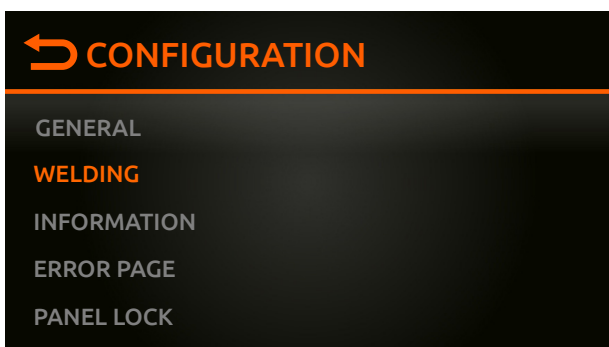 CONFIGURATION
GENERAL
WELDING
INFORMATION
ERROR PAGE
PANEL LOCK